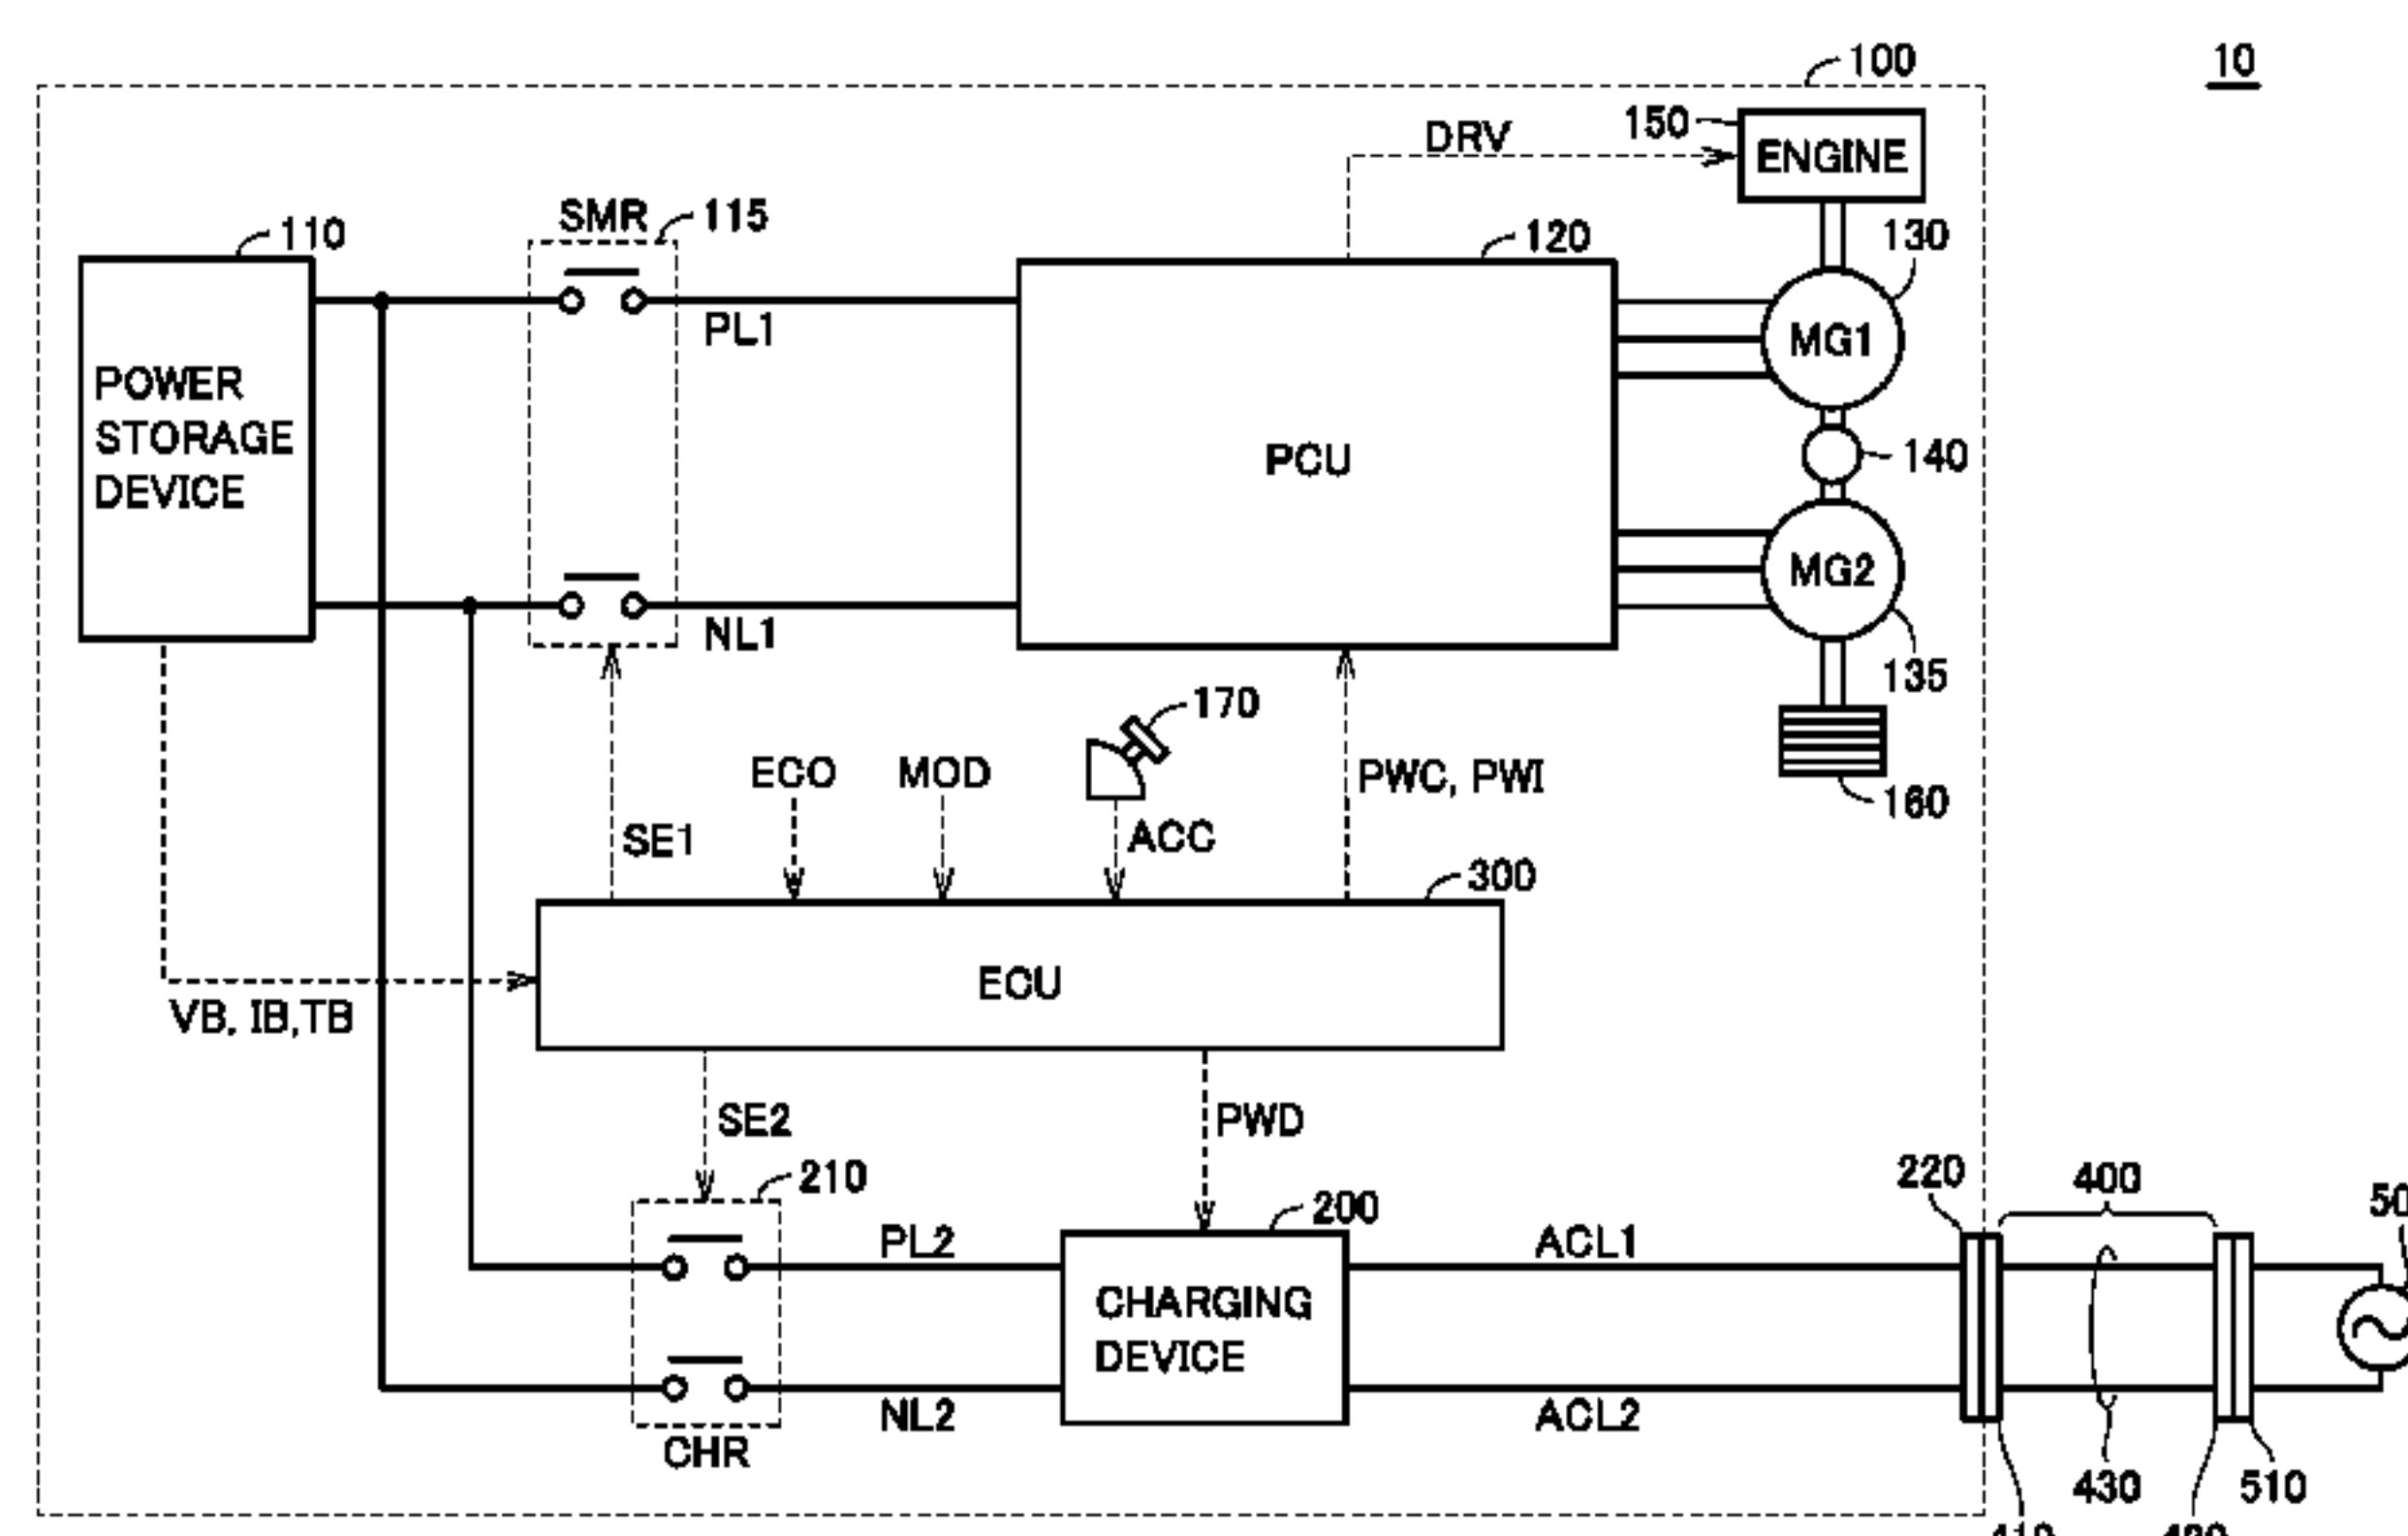 100
10
150
DRV
ENGINE
SMR
115
110
120
130
PL1
MG1
POWER
STORAGE
DEVICE
PCU
140
MG2
NL1
135
170
ECO
MOD
PWC, PWI
160
SE1
ACC
300
ECU
VB, IB,TB
SE2
PWD
210
200
220
400
PL2
ACL1
CHARGING
DEVICE
NL2
ACL2
CHR
430
510